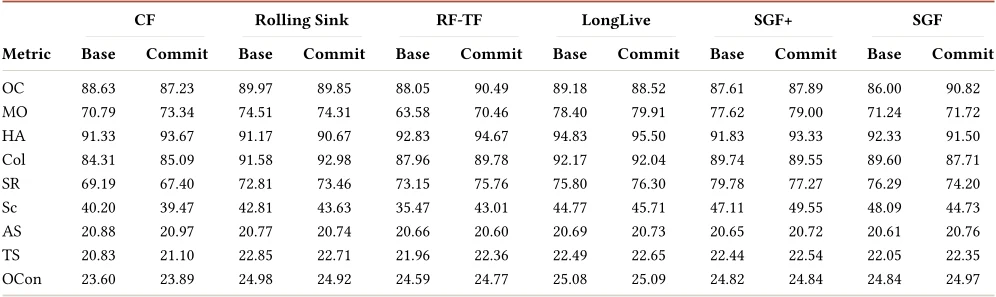 CF Rolling Sink RF-TF LongLive SGF+ SGF
Metric Base Commit Base Commit Base Commit Base Commit Base Commit Base Commit
OC 88.63 87.23 89.97 89.85 88.05 90.49 89.18 88.52 87.61 87.89 86.00 90.82
MO 70.79 73.34 74.51 74.31 63.58 70.46 78.40 79.91 77.62 79.00 71.24 71.72
HA 91.33 93.67 91.17 90.67 92.83 94.67 94.83 95.50 91.83 93.33 92.33 91.50
Col 84.31 85.09 91.58 92.98 87.96 89.78 92.17 92.04 89.74 89.55 89.60 87.71
SR 69.19 67.40 72.81 73.46 73.15 75.76 75.80 76.30 79.78 77.27 76.29 74.20
Sc 40.20 39.47 42.81 43.63 35.47 43.01 44.77 45.71 47.11 49.55 48.09 44.73
AS 20.88 20.97 20.77 20.74 20.66 20.60 20.69 20.73 20.65 20.72 20.61 20.76
TS 20.83 21.10 22.85 22.71 21.96 22.36 22.49 22.65 22.44 22.54 22.05 22.35
OCon 23.60 23.89 24.98 24.92 24.59 24.77 25.08 25.09 24.82 24.84 24.84 24.97